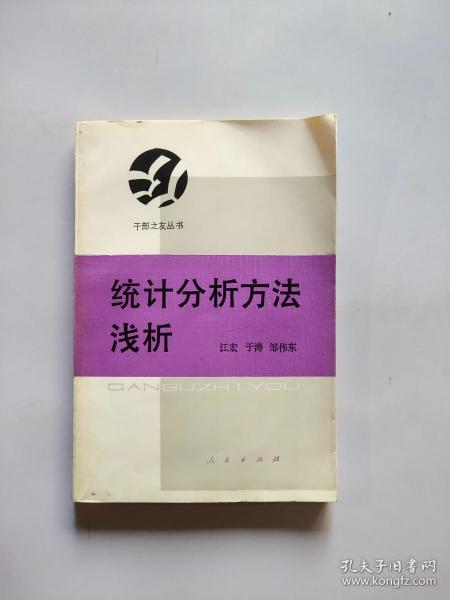 干部之友丛书
统计分析方法
浅析
江宏 于涛 邹伟东
GANBUZHIYOU
人民出版社
孔夫子旧书网
www.kongfz.com